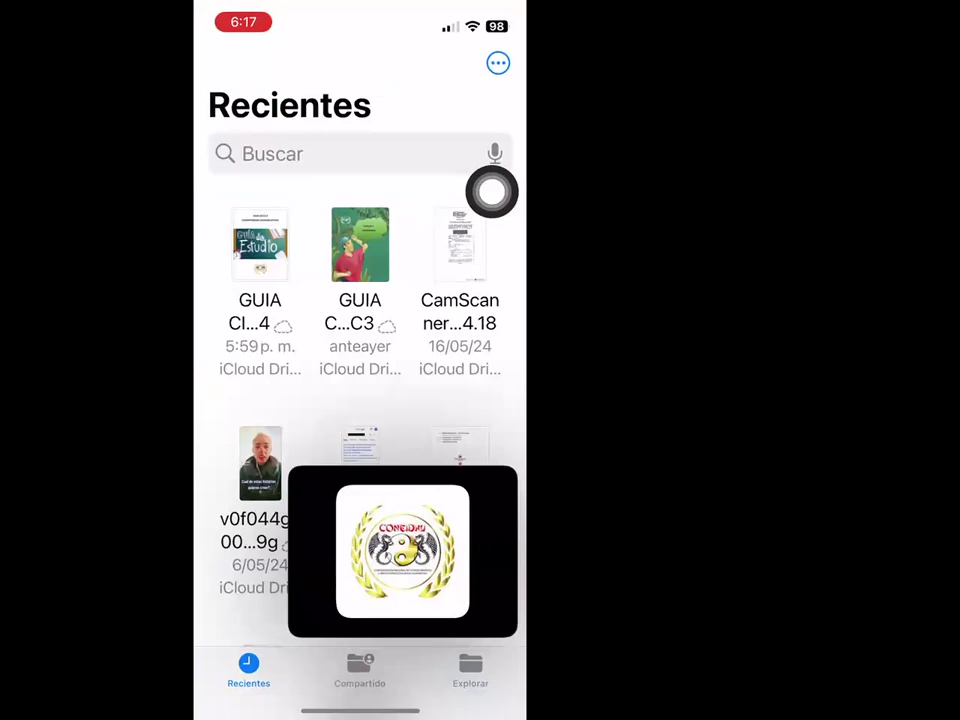 6:17
98
Recientes
Buscar
Guía de
Estudio
GUIA
CI...4
5:59 p. m.
iCloud Dri...
GUIA
C...C3
anteayer
iCloud Dri...
CamScan
ner...4.18
16/05/24
iCloud Dri...
v0f044g
00...9g
6/05/24
iCloud Dri
CONEIDHU
Recientes
Compartido
Explorar